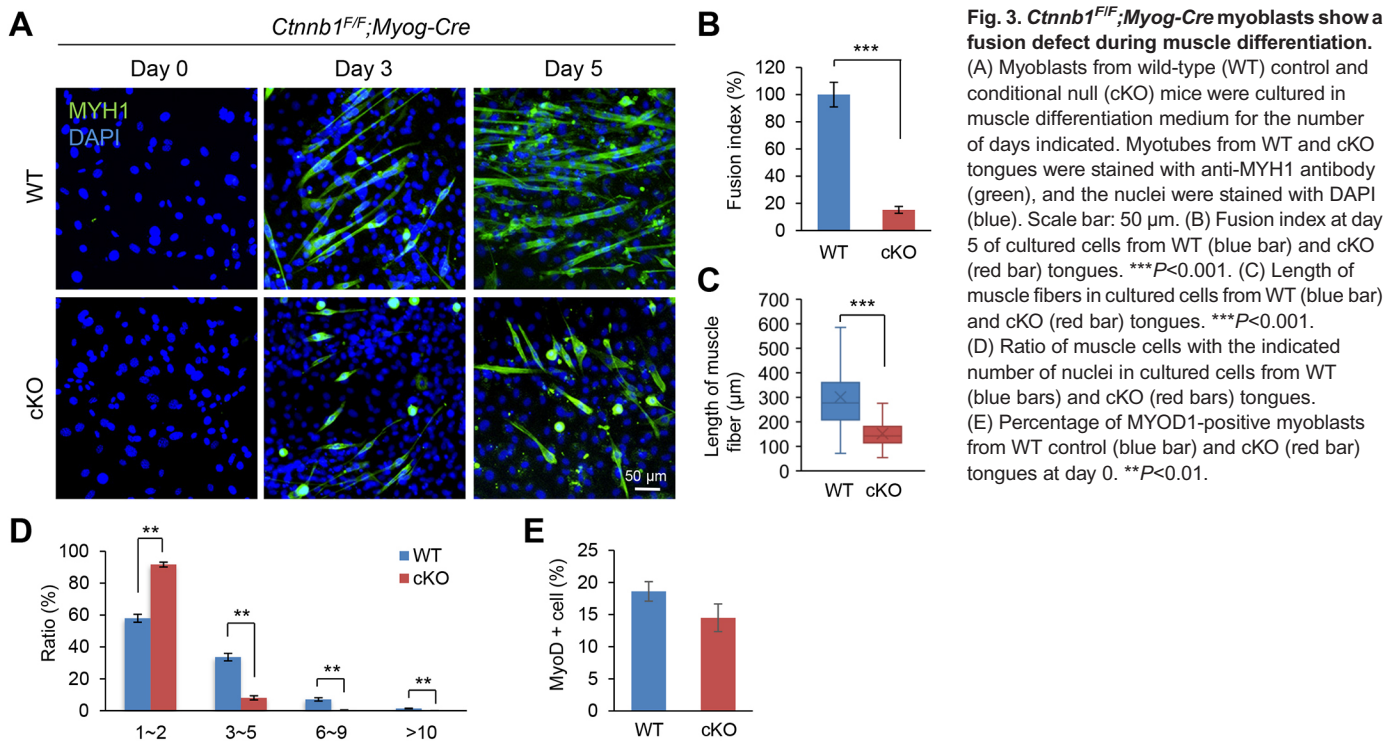 A
Ctnnb1F/F;Myog-Cre
Day 0
Day 3
Day 5
MYH1
DAPI
WT
cKO
50 µm
B
***
Fusion index (%)
120
100
80
60
40
20
0
WT
cKO
C
***
Length of muscle
fiber (µm)
700
600
500
400
300
200
100
0
WT
cKO
Fig. 3. Ctnnb1F/F;Myog-Cre myoblasts show a
fusion defect during muscle differentiation.
(A) Myoblasts from wild-type (WT) control and
conditional null (cKO) mice were cultured in
muscle differentiation medium for the number
of days indicated. Myotubes from WT and cKO
tongues were stained with anti-MYH1 antibody
(green), and the nuclei were stained with DAPI
(blue). Scale bar: 50 µm. (B) Fusion index at day
5 of cultured cells from WT (blue bar) and cKO
(red bar) tongues. ***P<0.001. (C) Length of
muscle fibers in cultured cells from WT (blue bar)
and cKO (red bar) tongues. ***P<0.001.
(D) Ratio of muscle cells with the indicated
number of nuclei in cultured cells from WT
(blue bars) and cKO (red bars) tongues.
(E) Percentage of MYOD1-positive myoblasts
from WT control (blue bar) and cKO (red bar)
tongues at day 0. **P<0.01.
D
**
**
**
**
WT
cKO
Ratio (%)
100
80
60
40
20
0
1~2
3~5
6~9
>10
E
MyoD + cell (%)
25
20
15
10
5
0
WT
cKO